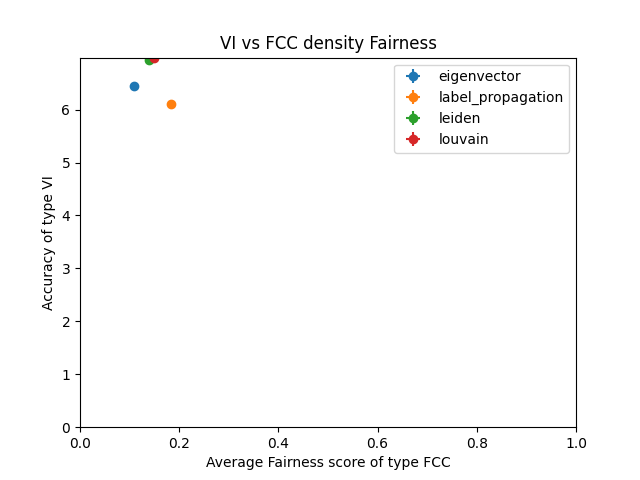 VI vs FCC density Fairness
eigenvector
label_propagation
leiden
louvain
Accuracy of type VI
6
5
4
3
2
1
0
0.0 0.2 0.4 0.6 0.8 1.0
Average Fairness score of type FCC